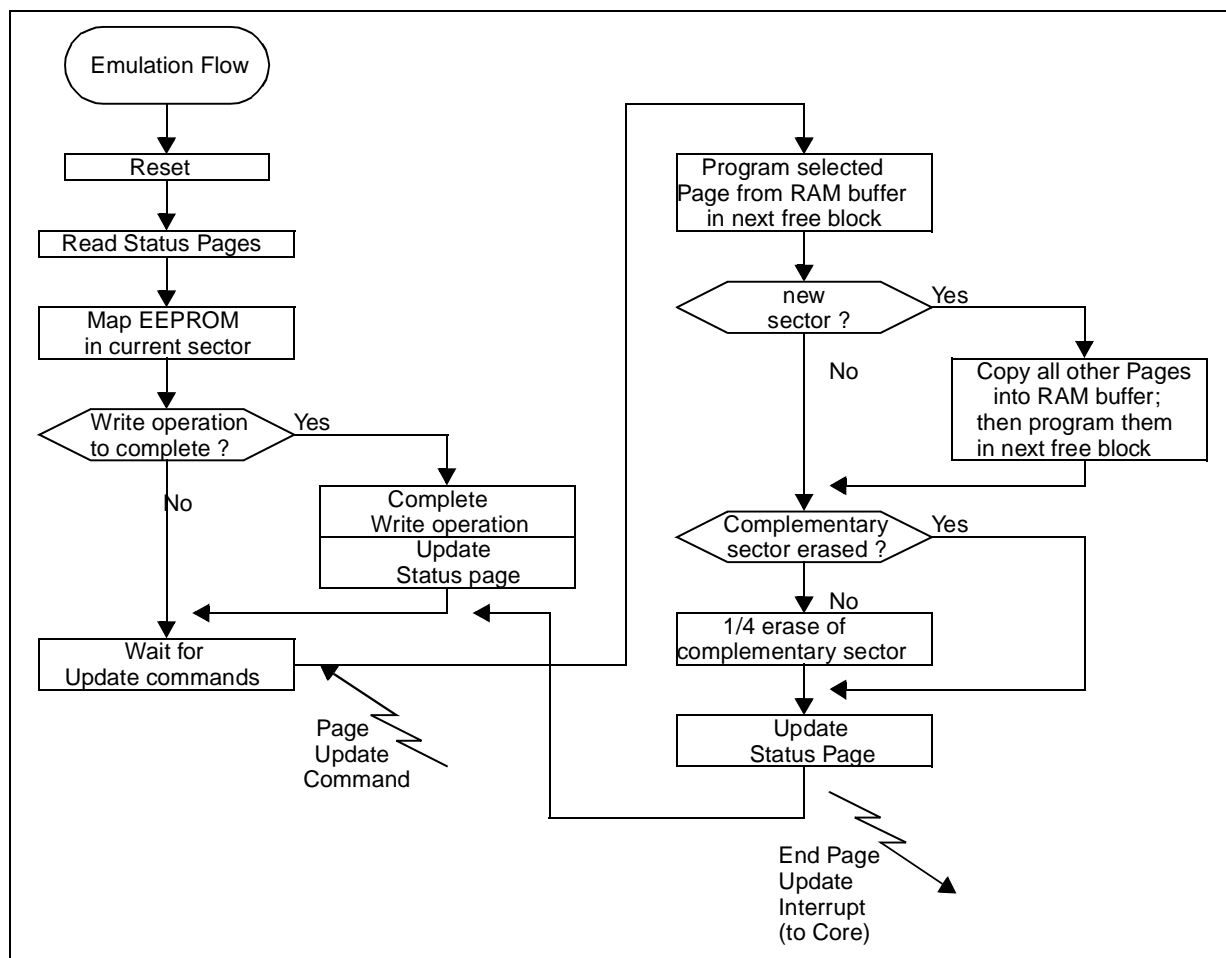 Emulation Flow
Reset
Read Status Pages
Map EEPROM
in current sector
Write operation
to complete ?
Yes
No
Complete
Write operation
Update
Status page
Wait for
Update commands
Page
Update
Command
Program selected
Page from RAM buffer
in next free block
new
sector ?
Yes
No
Copy all other Pages
into RAM buffer;
then program them
in next free block
Complementary
sector erased ?
Yes
No
1/4 erase of
complementary sector
Update
Status Page
End Page
Update
Interrupt
(to Core)